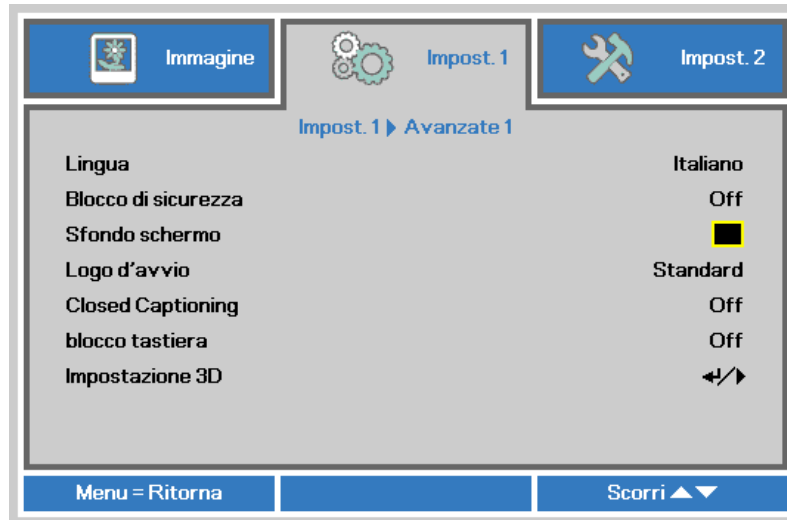 Immagine
Impost. 1
Impost. 2
Impost. 1 ▶ Avanzate 1
Lingua Italiano
Blocco di sicurezza Off
Sfondo schermo
Logo d'avvio Standard
Closed Captioning Off
blocco tastiera Off
Impostazione 3D ↵/▶
Menu = Ritorna
Scorri ▲▼